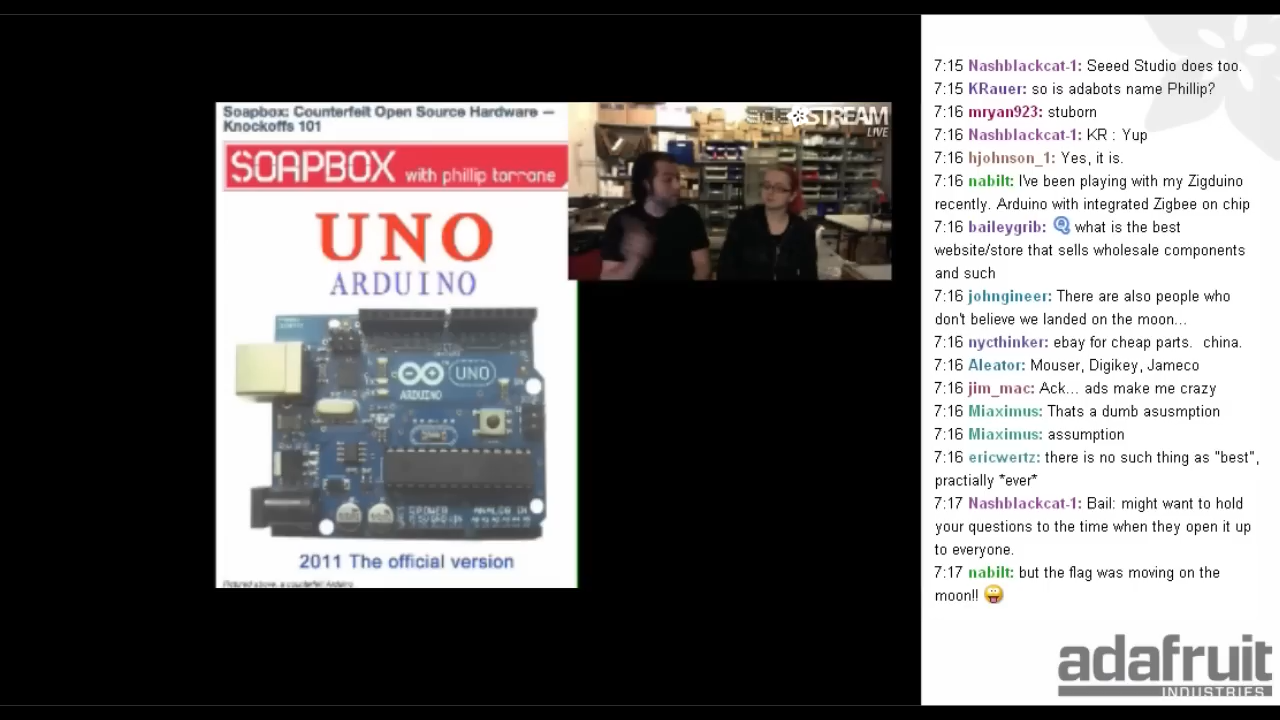 Soapbox: Counterfeit Open Source Hardware —
Knockoffs 101
SOAPBOX with phillip torrone
UNO
ARDUINO
UNO
ARDUINO
2011 The official version
Pictured above, a counterfeit Arduino
STREAM
LIVE
7:15 Nashblackcat-1: Seeed Studio does too.
7:15 KRauer: so is adabots name Phillip?
7:16 mryan923: stuborn
7:16 Nashblackcat-1: KR : Yup
7:16 hjohnson_1: Yes, it is.
7:16 nabilt: I've been playing with my Zigduino
recently. Arduino with integrated Zigbee on chip
7:16 baileygrib: what is the best
website/store that sells wholesale components
and such
7:16 johngineer: There are also people who
don't believe we landed on the moon...
7:16 nycthinker: ebay for cheap parts. china.
7:16 Aleator: Mouser, Digikey, Jameco
7:16 jim_mac: Ack... ads make me crazy
7:16 Miaximus: Thats a dumb asusmption
7:16 Miaximus: assumption
7:16 ericwertz: there is no such thing as "best",
practially *ever*
7:17 Nashblackcat-1: Bail: might want to hold
your questions to the time when they open it up
to everyone.
7:17 nabilt: but the flag was moving on the
moon!!
adafruit
INDUSTRIES